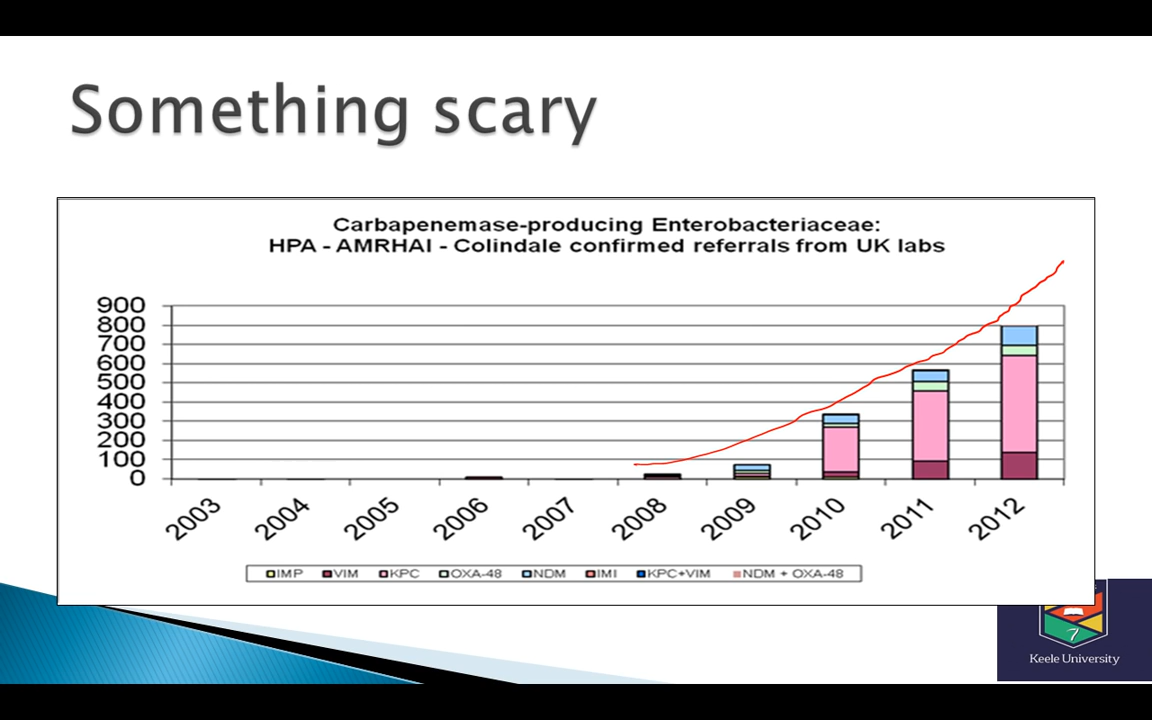 Something scary
Carbapenemase-producing Enterobacteriaceae:
HPA - AMRHAI - Colindale confirmed referrals from UK labs
900
800
700
600
500
400
300
200
100
0
2003 2004 2005 2006 2007 2008 2009 2010 2011 2012
IMP VIM KPC OXA-48 NDM IMI KPC+VIM NDM + OXA-48
Keele University